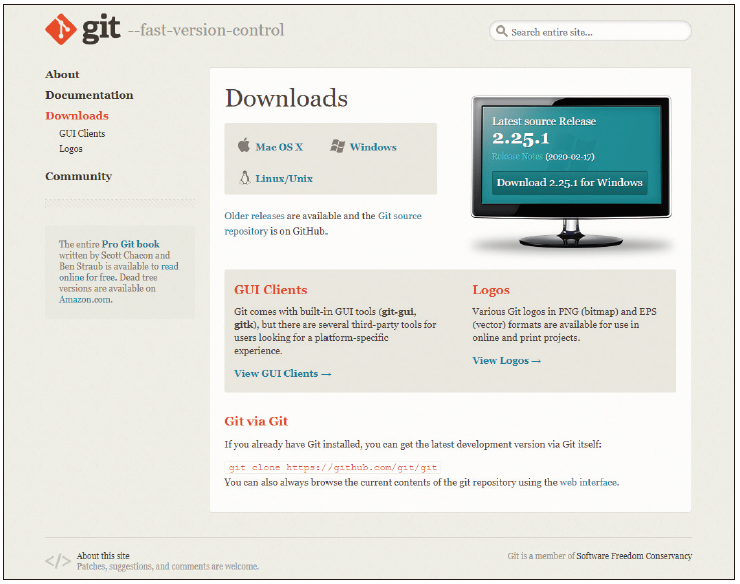 git --fast-version-control
Search entire site...
About
Documentation
Downloads
GUI Clients
Logos
Community
The entire Pro Git book
written by Scott Chacon and
Ben Straub is available to read
online for free. Dead tree
versions are available on
Amazon.com.
Downloads
Mac OS X
Windows
Linux/Unix
Older releases are available and the Git source
repository is on GitHub.
Latest source Release
2.25.1
Release Notes (2020-02-17)
Download 2.25.1 for Windows
GUI Clients
Git comes with built-in GUI tools (git-gui,
gitk), but there are several third-party tools for
users looking for a platform-specific
experience.
View GUI Clients →
Logos
Various Git logos in PNG (bitmap) and EPS
(vector) formats are available for use in
online and print projects.
View Logos →
Git via Git
If you already have Git installed, you can get the latest development version via Git itself:
git clone https://github.com/git/git
You can also always browse the current contents of the git repository using the web interface.
</> About this site
Patches, suggestions, and comments are welcome.
Git is a member of Software Freedom Conservancy